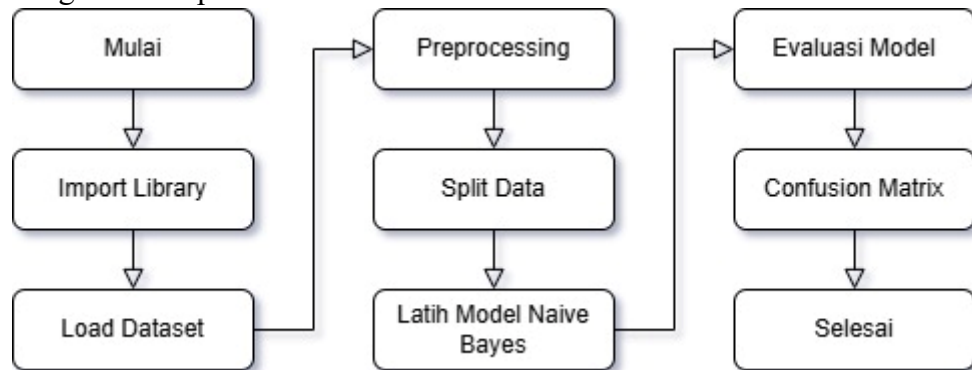 Mulai
Import Library
Load Dataset
Preprocessing
Split Data
Latih Model Naive
Bayes
Evaluasi Model
Confusion Matrix
Selesai